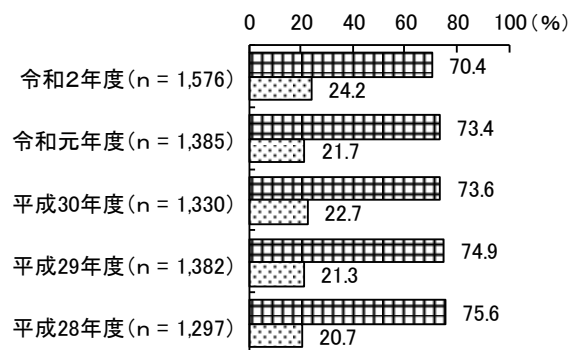 0 20 40 60 80 100(%)
令和2年度(n = 1,576) 70.4
24.2
令和元年度(n = 1,385) 73.4
21.7
平成30年度(n = 1,330) 73.6
22.7
平成29年度(n = 1,382) 74.9
21.3
平成28年度(n = 1,297) 75.6
20.7